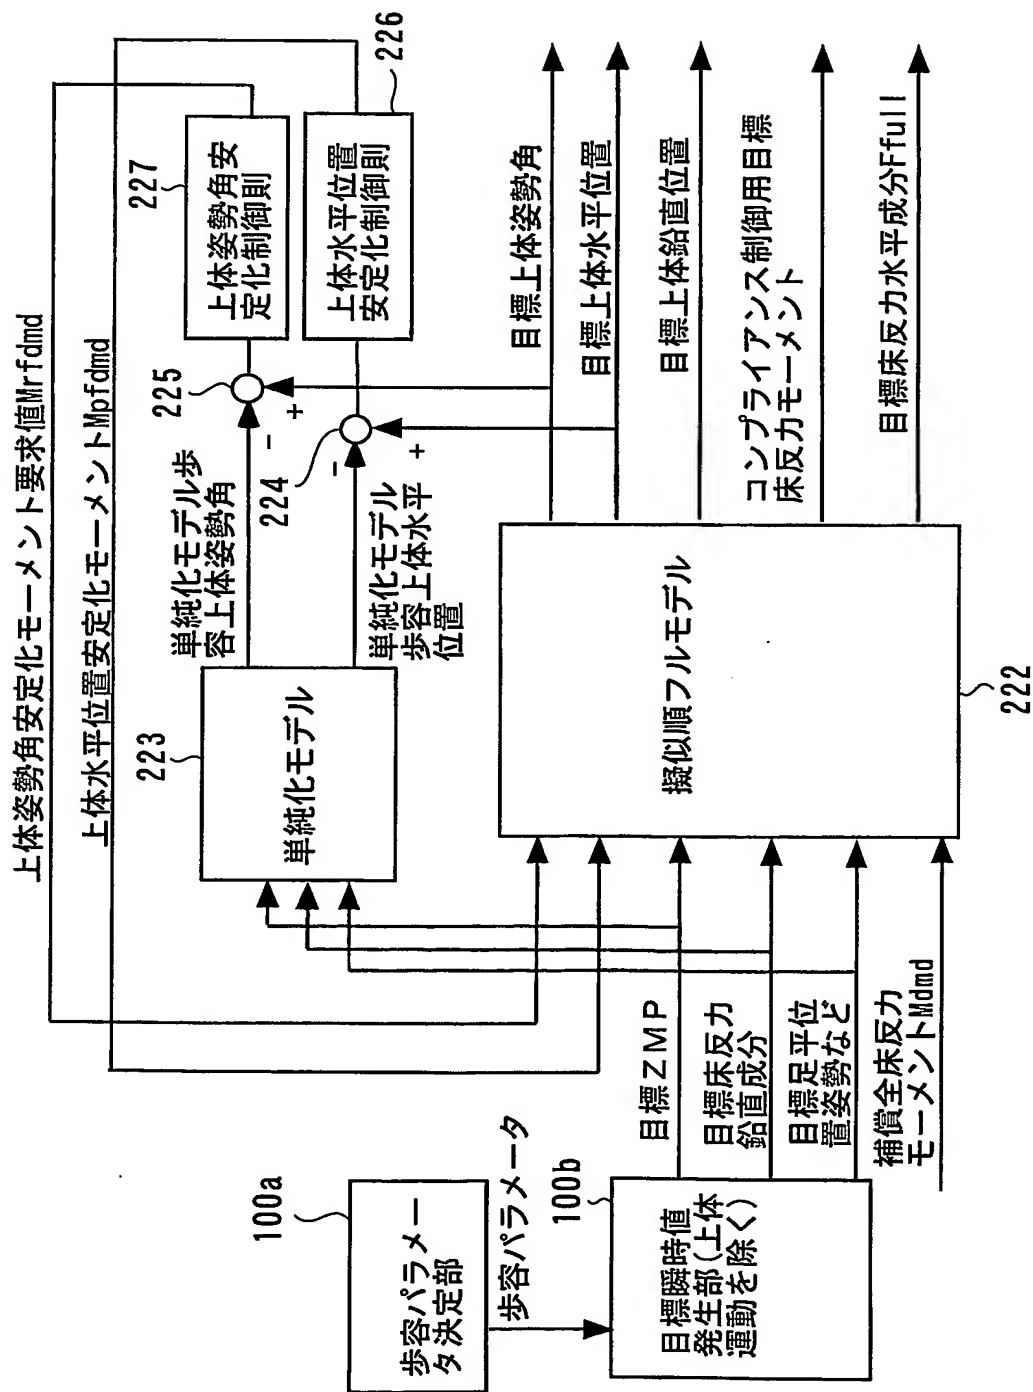 上体姿勢角安定化モーメント要求値Mrfdmd
上体水平位置安定化モーメントMpfdmd
227
上体姿勢角安
定化制御則
226
上体水平位置
安定化制御則
225
+
-
224
-
+
単純化モデル歩
容上体姿勢角
単純化モデル
歩容上体水平
位置
223
単純化モデル
目標上体姿勢角
目標上体水平位置
目標上体鉛直位置
コンプライアンス制御用目標
床反力モーメント
目標床反力水平成分Ffull
擬似順フルモデル
222
100a
歩容パラメー
タ決定部
歩容パラメータ
100b
目標瞬時値
発生部(上体
運動を除く)
目標ZMP
目標床反力
鉛直成分
目標足平位
置姿勢など
補償全床反力
モーメントMdmd